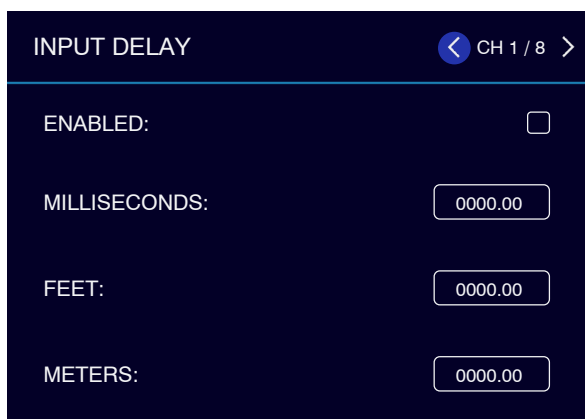 INPUT DELAY < CH 1 / 8 >
ENABLED:
MILLISECONDS: 0000.00
FEET: 0000.00
METERS: 0000.00